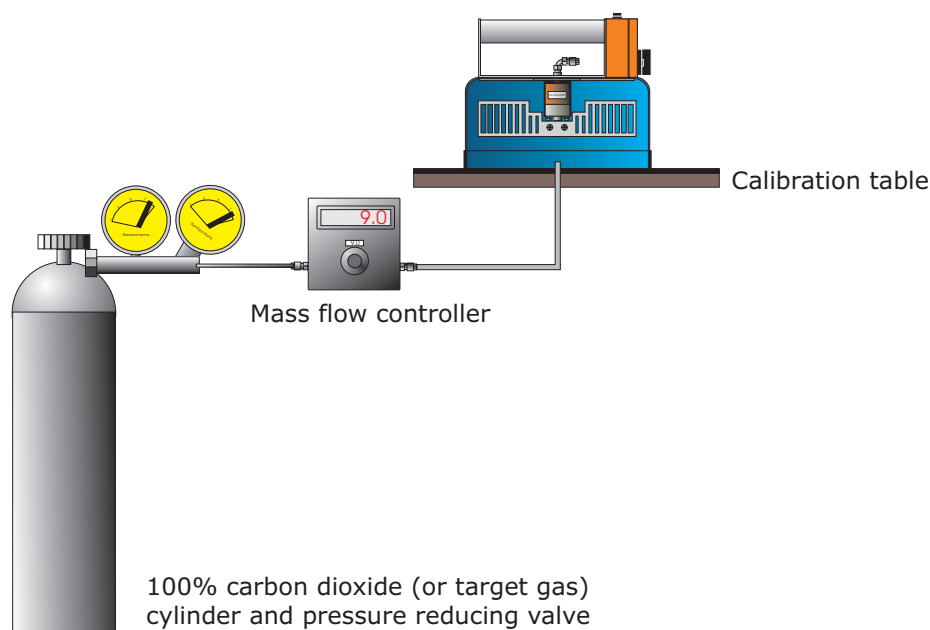 Calibration table
9.0
Mass flow controller
100% carbon dioxide (or target gas)
cylinder and pressure reducing valve